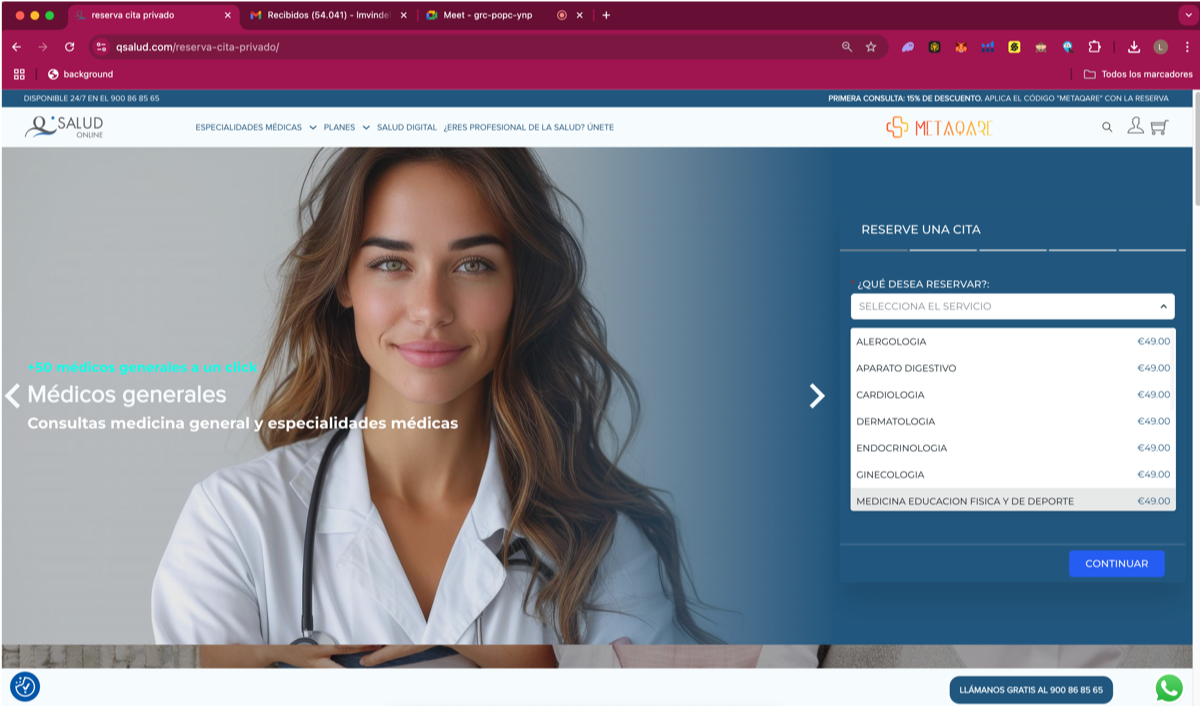 reserva cita privado
Recibidos (54.041) - lmvindel
Meet - grc-popc-ynp
qsalud.com/reserva-cita-privado/
L
background
Todos los marcadores
DISPONIBLE 24/7 EN EL 900 86 85 65
PRIMERA CONSULTA: 15% DE DESCUENTO. APLICA EL CÓDIGO "METAQARE" CON LA RESERVA
SALUD
ONLINE
ESPECIALIDADES MÉDICAS
PLANES
SALUD DIGITAL
¿ERES PROFESIONAL DE LA SALUD? ÚNETE
METAQARE
RESERVE UNA CITA
* ¿QUÉ DESEA RESERVAR?:
SELECCIONA EL SERVICIO
ALERGOLOGIA €49.00
APARATO DIGESTIVO €49.00
CARDIOLOGIA €49.00
DERMATOLOGIA €49.00
ENDOCRINOLOGIA €49.00
GINECOLOGIA €49.00
MEDICINA EDUCACION FISICA Y DE DEPORTE €49.00
CONTINUAR
+50 médicos generales a un click
Médicos generales
Consultas medicina general y especialidades médicas
LLÁMANOS GRATIS AL 900 86 85 65